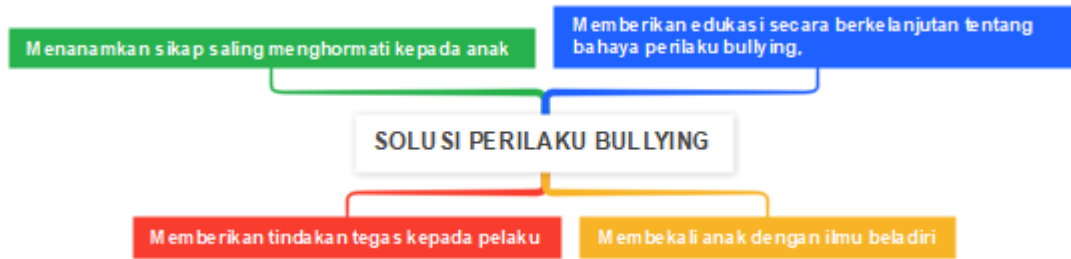 Menanamkan sikap saling menghormati kepada anak
Memberikan edukasi secara berkelanjutan tentang
bahaya perilaku bullying,
SOLUSI PERILAKU BULLYING
Memberikan tindakan tegas kepada pelaku
Membekali anak dengan ilmu beladiri